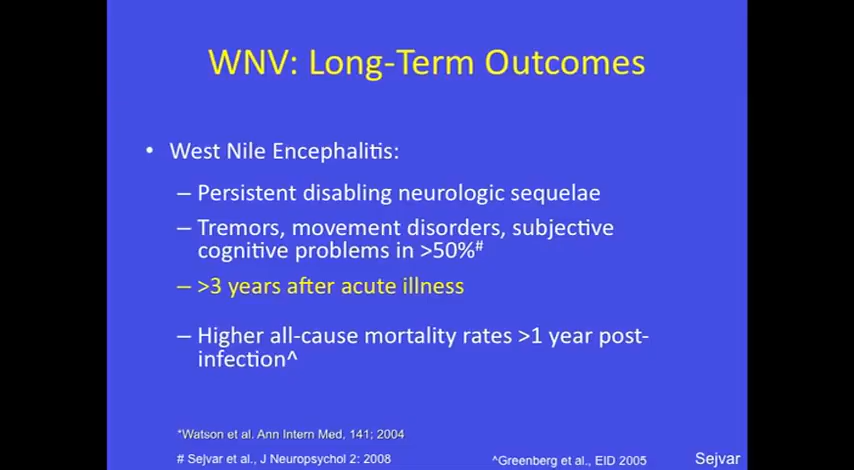 WNV: Long-Term Outcomes
• West Nile Encephalitis:
– Persistent disabling neurologic sequelae
– Tremors, movement disorders, subjective
cognitive problems in >50%#
– >3 years after acute illness
– Higher all-cause mortality rates >1 year post-
infection^
*Watson et al. Ann Intern Med, 141; 2004
# Sejvar et al., J Neuropsychol 2: 2008
^Greenberg et al., EID 2005
Sejvar